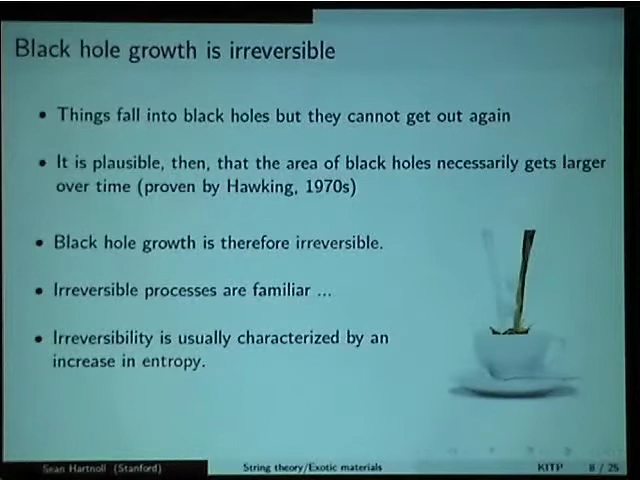 Black hole growth is irreversible
• Things fall into black holes but they cannot get out again
• It is plausible, then, that the area of black holes necessarily gets larger
over time (proven by Hawking, 1970s)
• Black hole growth is therefore irreversible.
• Irreversible processes are familiar ...
• Irreversibility is usually characterized by an
increase in entropy.
Sean Hartnoll (Stanford) String theory/Exotic materials KITP 8 / 25